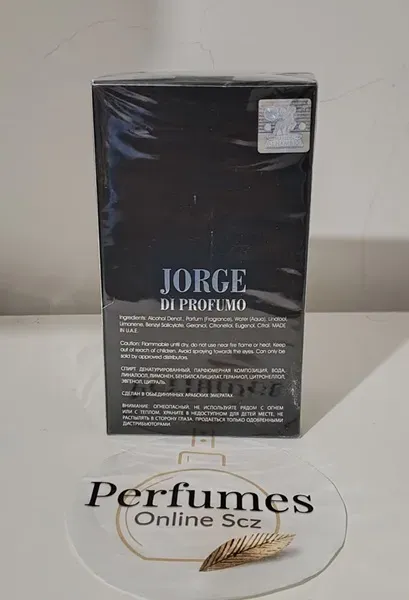 JORGE
DI PROFUMO
Ingredients: Alcohol Denat., Parfum (Fragrance), Water (Aqua), Linalool,
Limonene, Benzyl Salicylate, Geraniol, Citronellol, Eugenol, Citral. MADE
IN U.A.E.
Caution: Flammable until dry, do not use near fire flame or heat. Keep
out of reach of children. Avoid spraying towards the eyes. Can only be
sold by approved distributors.
СПИРТ ДЕНАТУРИРОВАННЫЙ, ПАРФЮМЕРНАЯ КОМПОЗИЦИЯ, ВОДА,
ЛИНАЛООЛ, ЛИМОНЕН, БЕНЗИЛСАЛИЦИЛАТ, ГЕРАНИОЛ, ЦИТРОНЕЛЛОЛ,
ЭВГЕНОЛ, ЦИТРАЛЬ.
СДЕЛАН В ОБЪЕДИНЕННЫХ АРАБСКИХ ЭМИРАТАХ.
ВНИМАНИЕ: ОГНЕОПАСНЫЙ, НЕ ИСПОЛЬЗУЙТЕ РЯДОМ С ОГНЕМ
ИЛИ С ТЕПЛОМ. ХРАНИТЕ В НЕДОСТУПНОМ ДЛЯ ДЕТЕЙ МЕСТЕ, НЕ
РАСПЫЛЯТЬ В СТОРОНУ ГЛАЗА. ПРОДАЕТСЯ ТОЛЬКО ОДОБРЕННЫМИ
ДИСТРИБЬЮТОРАМИ
Perfumes
Online Scz